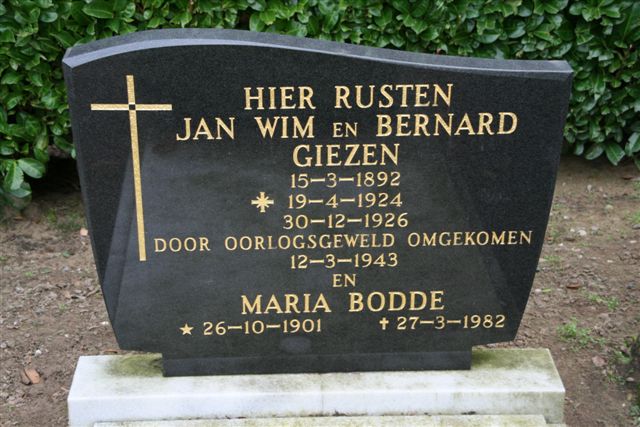 HIER RUSTEN
JAN WIM EN BERNARD
GIEZEN
15-3-1892
19-4-1924
30-12-1926
DOOR OORLOGSGEWELD OMGEKOMEN
12-3-1943
EN
MARIA BODDE
★ 26-10-1901 ✝ 27-3-1982